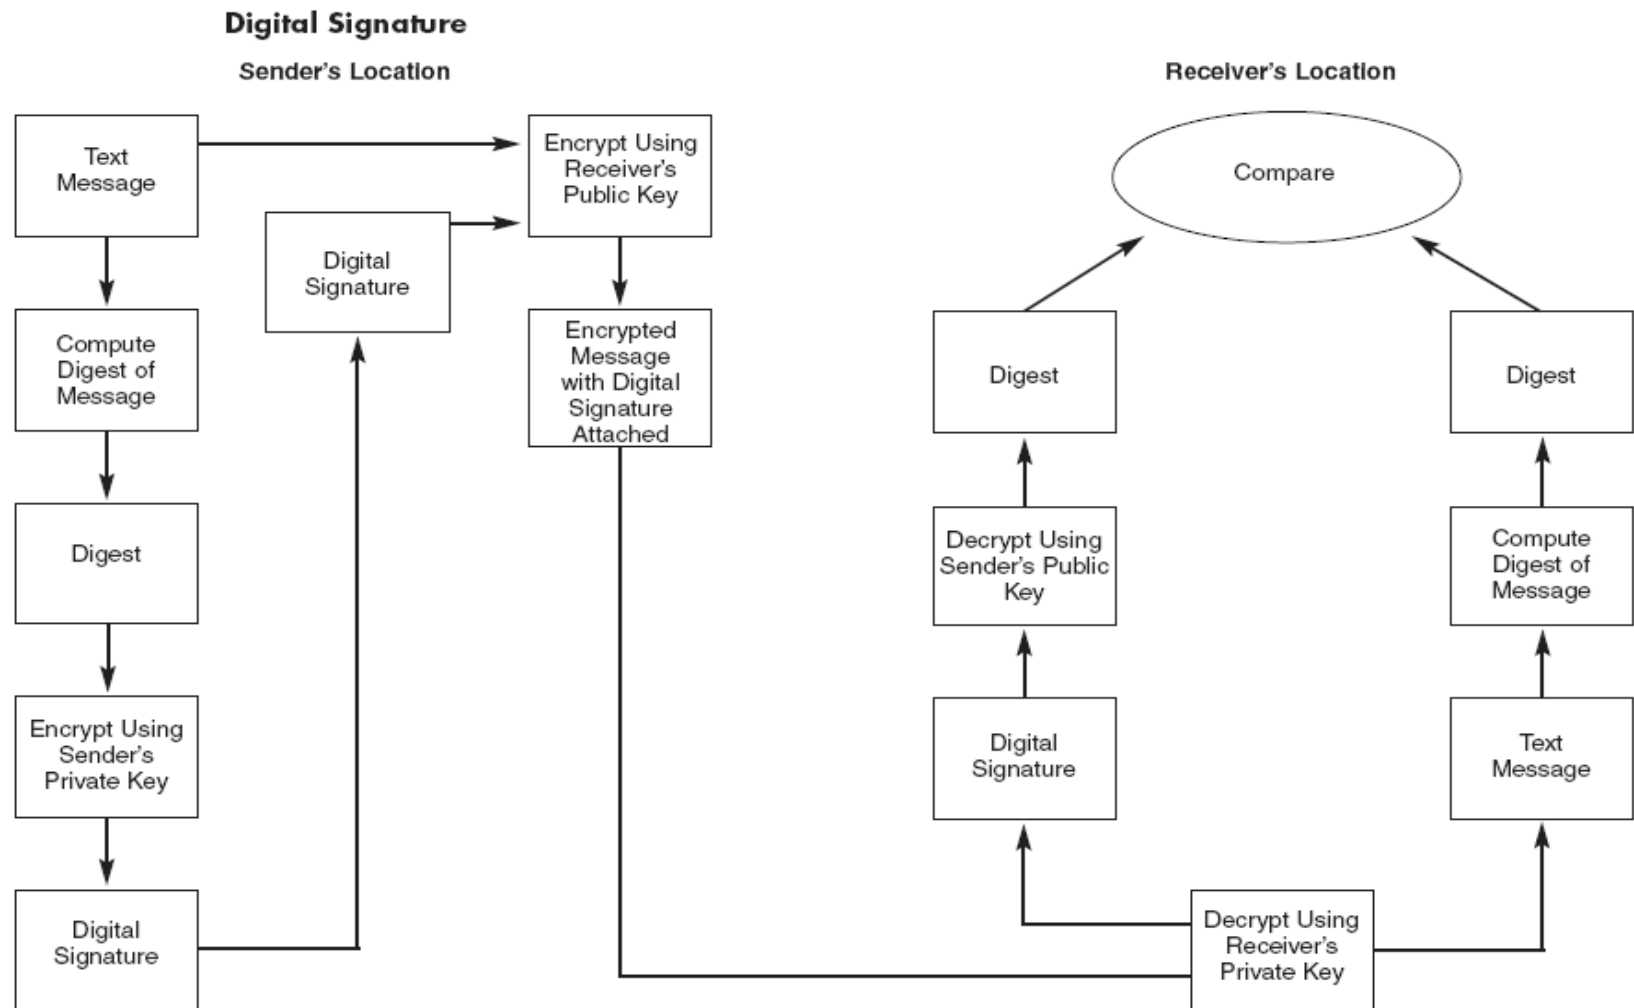 Digital Signature
Sender's Location
Receiver's Location
Text
Message
Encrypt Using
Receiver's
Public Key
Compare
Digital
Signature
Compute
Digest of
Message
Encrypted
Message
with Digital
Signature
Attached
Digest
Digest
Digest
Decrypt Using
Sender's Public
Key
Compute
Digest of
Message
Encrypt Using
Sender's
Private Key
Digital
Signature
Text
Message
Digital
Signature
Decrypt Using
Receiver's
Private Key